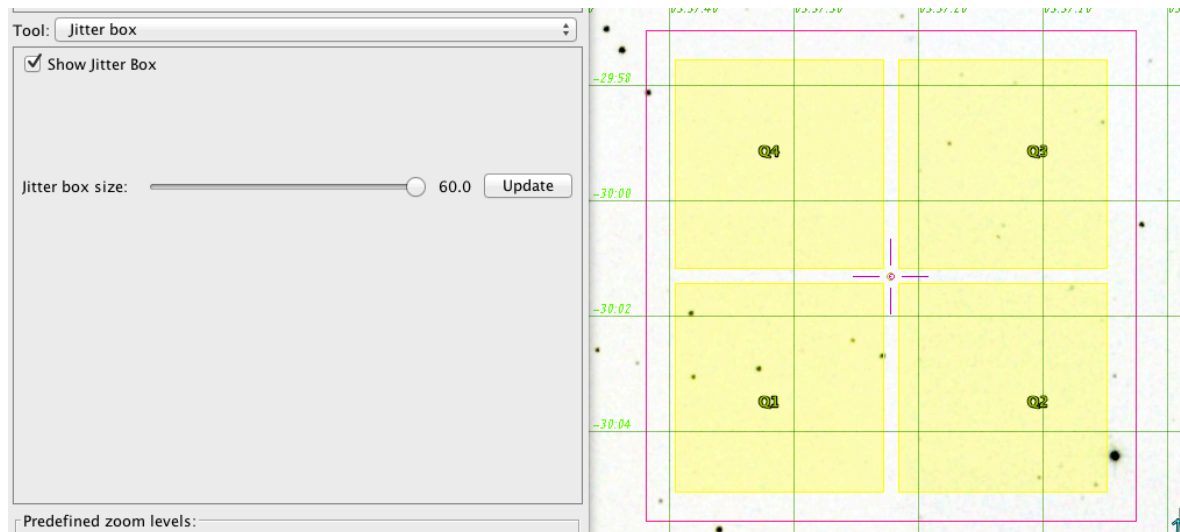 Tool: Jitter box
Show Jitter Box
Jitter box size: 60.0 Update
Predefined zoom levels:
-29:58
Q4 Q3
-30:00
-30:02
Q1 Q2
-30:04